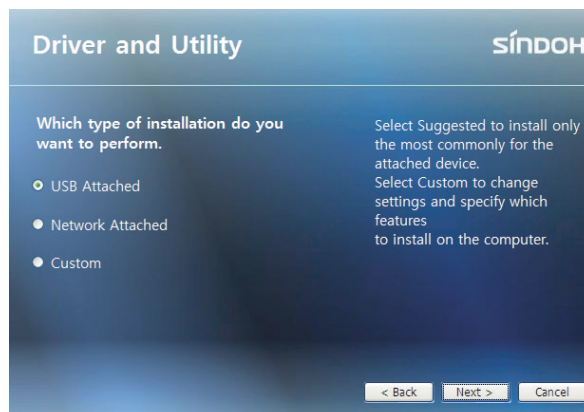 Driver and Utility
SÍNDOH
Which type of installation do you
want to perform.
USB Attached
Network Attached
Custom
Select Suggested to install only
the most commonly for the
attached device.
Select Custom to change
settings and specify which
features
to install on the computer.
< Back
Next >
Cancel